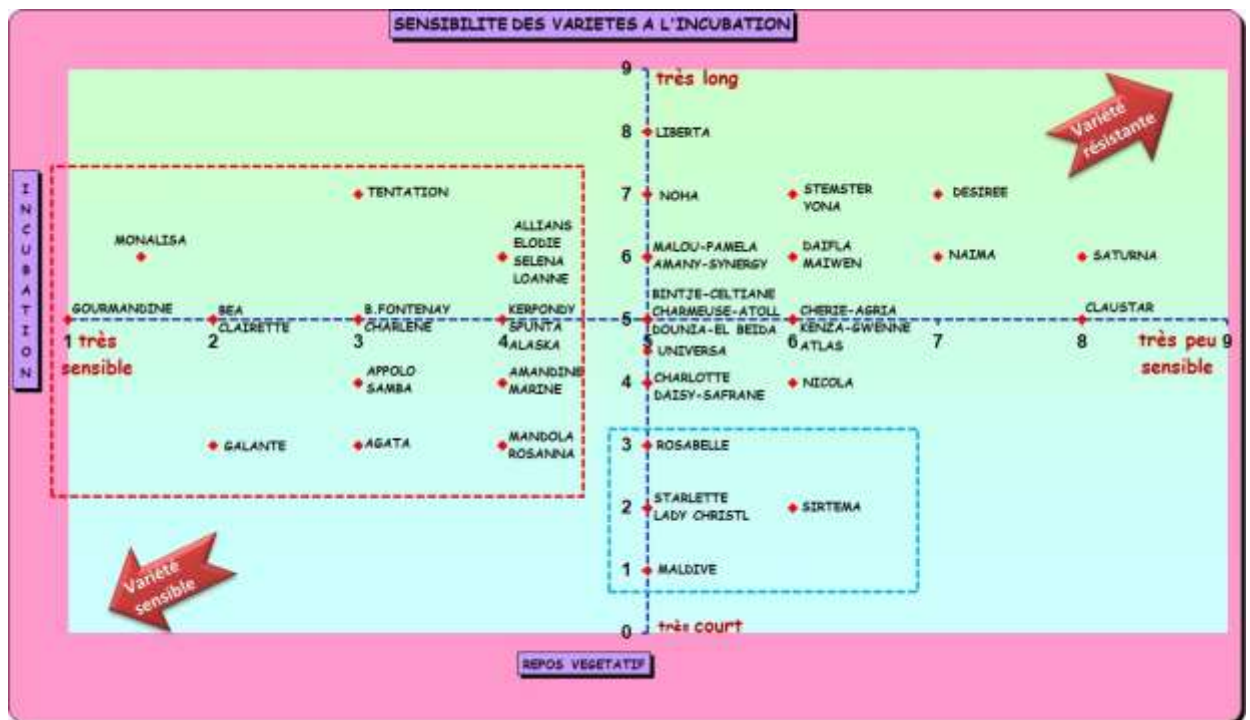 SENSIBILITE DES VARIETES A L'INCUBATION
9
très long
Variété
résistante
8
LIBERTA
INCUBATION
TENTATION
7
NOHA
STEMSTER
YONA
DESIREE
MONALISA
ALLIANS
ELODIE
SELENA
LOANNE
6
MALOU-PAMELA
AMANY-SYNERGY
DAIFLA
MAIWEN
NAIMA
SATURNA
GOURMANDINE
BEA
CLAIRETTE
B.FONTENAY
CHARLENE
KERPONDY
SPUNTA
ALASKA
5
BINTJE-CELTIANE
CHARMEUSE-ATOLL
DOUNIA-EL BEIDA
CHERIE-AGRIA
KENZA-GWENNE
ATLAS
CLAUSTAR
1 2 3 4 5 6 7 8 9
très
sensible
très peu
sensible
UNIVERSA
APPOLO
SAMBA
AMANDINE
MARINE
4
CHARLOTTE
DAISY-SAFRANE
NICOLA
GALANTE
AGATA
MANDOLA
ROSANNA
3
ROSABELLE
2
STARLETTE
LADY CHRISTL
SIRTEMA
Variété
sensible
1
MALDIVE
0
très court
REPOS VEGETATIF